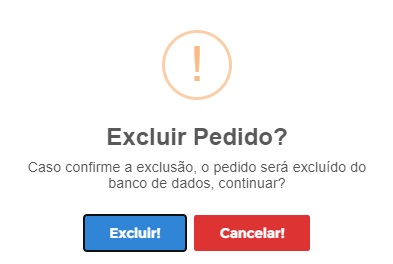 !
Excluir Pedido?
Caso confirme a exclusão, o pedido será excluído do
banco de dados, continuar?
Excluir!
Cancelar!